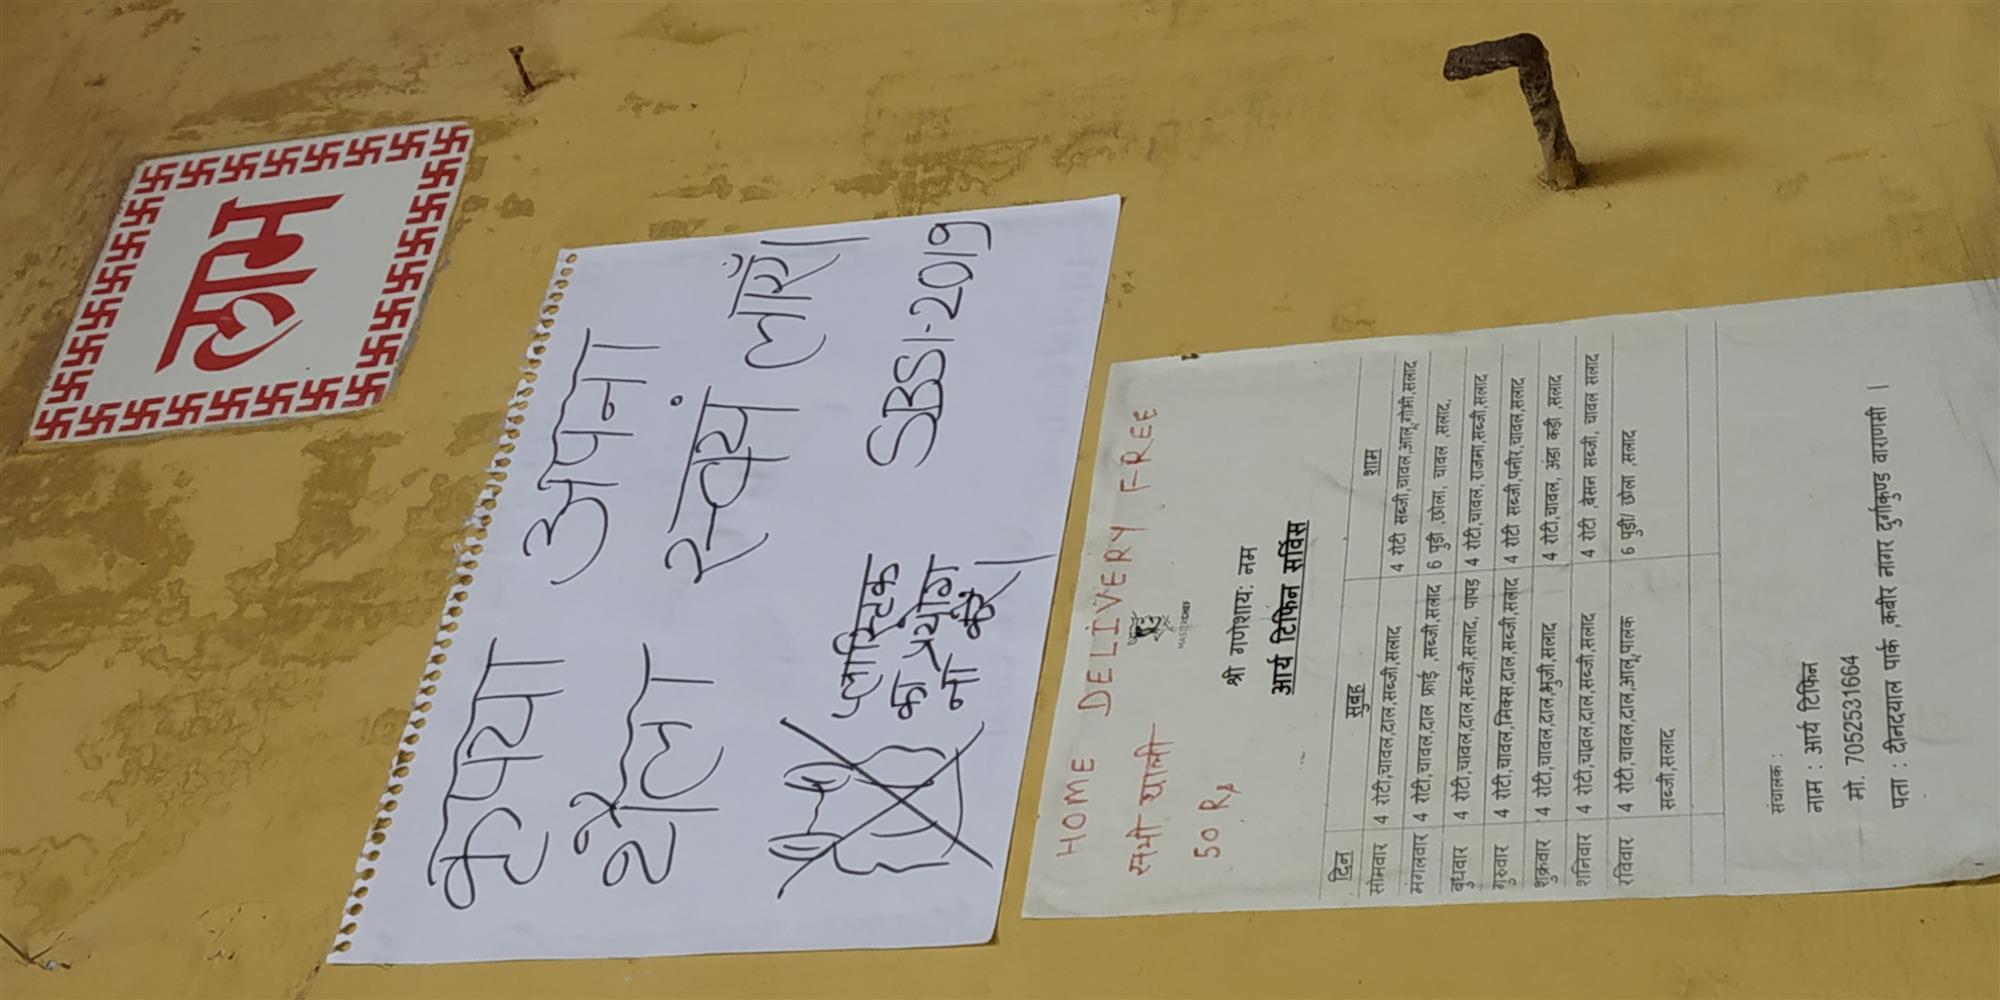 लाभ
कृपया अपना
थैला स्वयं लाएँ।
प्लास्टिक
का प्रयोग
ना करें।
SBSI-2019
HOME DELIVERY FREE
सभी थाली
50 Rs
MASTERCHEF
श्री गणेशायः नम
आर्य टिफिन सर्विस
दिन सुबह शाम
सोमवार 4 रोटी,चावल,दाल,सब्जी,सलाद 4 रोटी सब्जी,चावल,आलू,गोभी,सलाद
मंगलवार 4 रोटी,चावल,दाल फ्राई ,सब्जी,सलाद 6 पुड़ी ,छोला, चावल ,सलाद,
बुधवार 4 रोटी,चावल,दाल,सब्जी,सलाद, पापड़ 4 रोटी,चावल,राजमा,सब्जी,सलाद
गुरुवार 4 रोटी,चावल,मिक्स,दाल,सब्जी,सलाद 4 रोटी सब्जी,पनीर,चावल,सलाद
शुक्रवार 4 रोटी,चावल,दाल,भुजी,सलाद 4 रोटी,चावल, अंडा कड़ी ,सलाद
शनिवार 4 रोटी,चावल,दाल,सब्जी,सलाद 4 रोटी ,बेसन सब्जी, चावल सलाद
रविवार 4 रोटी,चावल,दाल,आलू,पालक 6 पुड़ी/ छोला ,सलाद
सब्जी,सलाद
संचालक :
नाम : आर्य टिफिन
मो. 7052531664
पता : दीनदयाल पार्क ,कबीर नगर दुर्गाकुण्ड वाराणसी ।